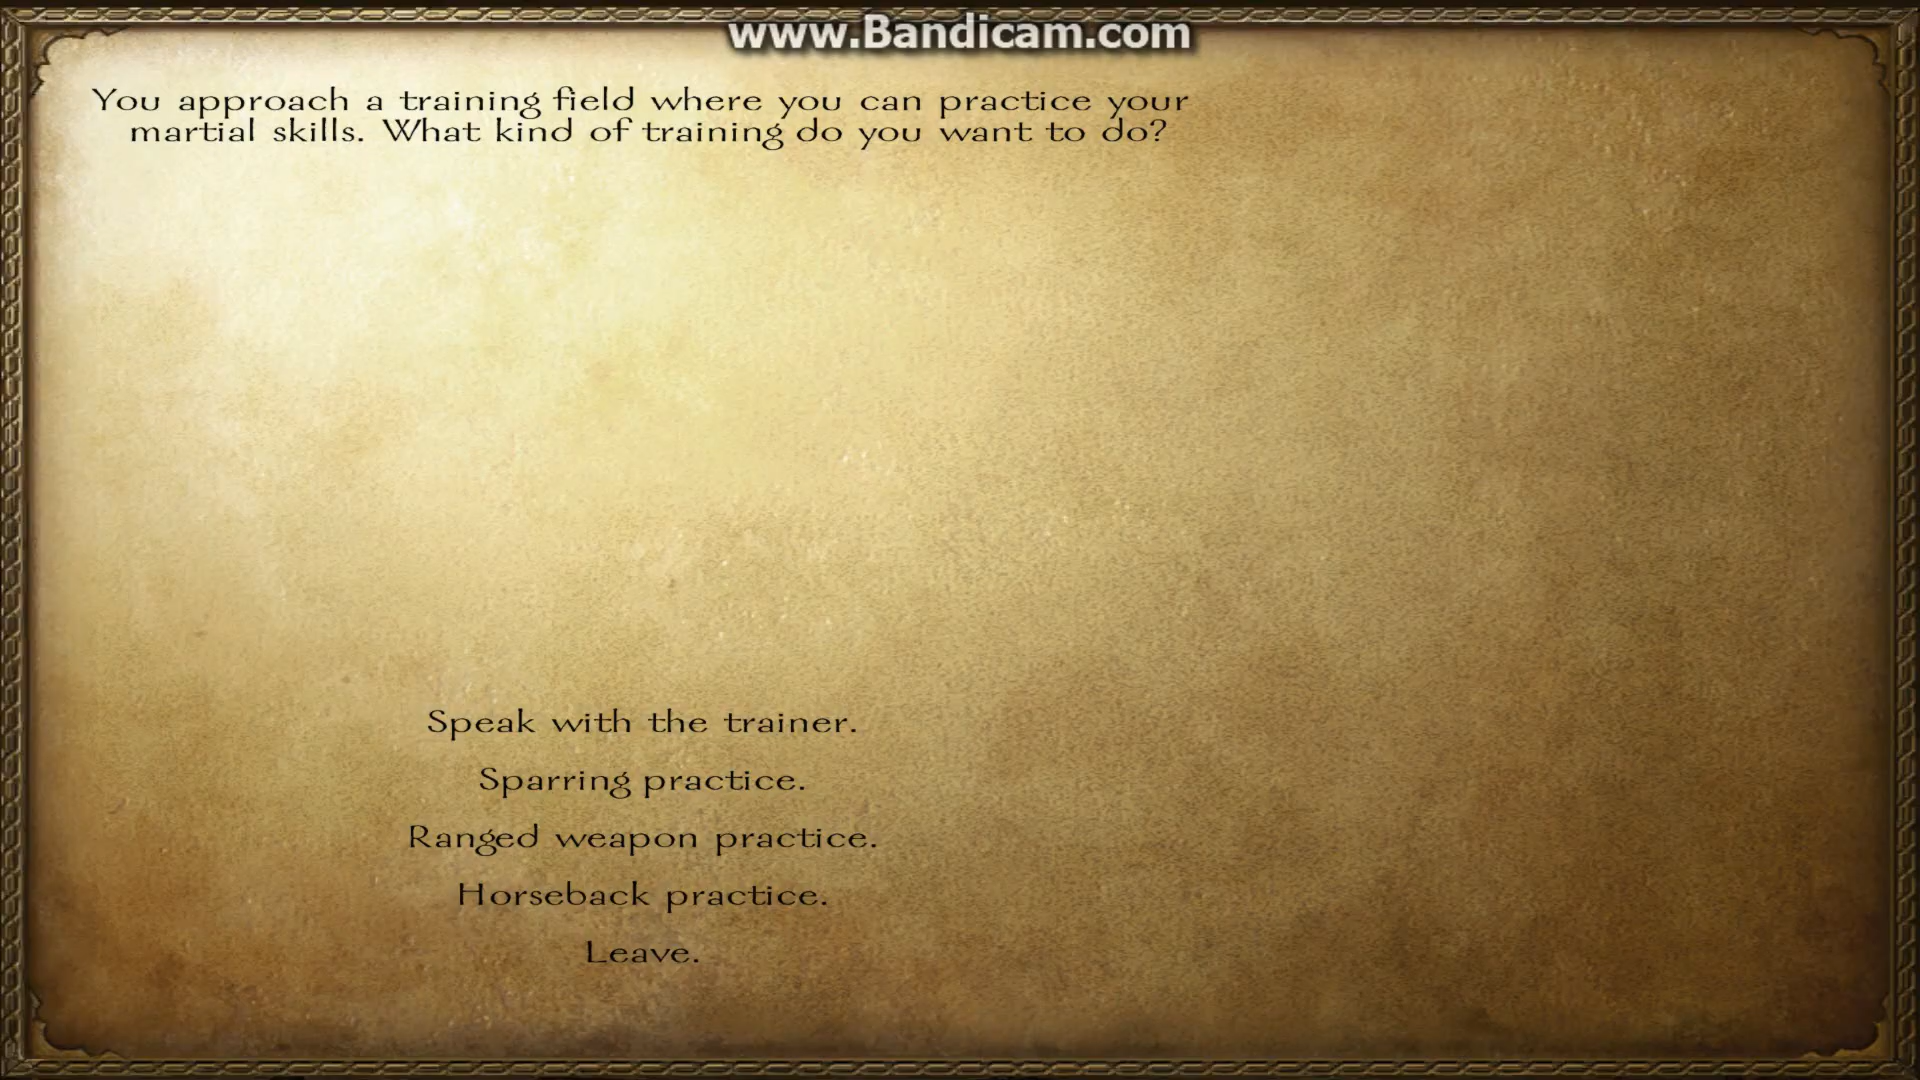 www.Bandicam.com
You approach a training field where you can practice your
martial skills. What kind of training do you want to do?
Speak with the trainer.
Sparring practice.
Ranged weapon practice.
Horseback practice.
Leave.